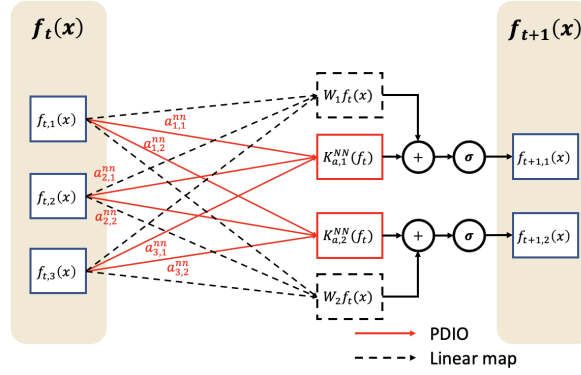 f_t(x)
f_{t+1}(x)
W_1 f_t(x)
f_{t,1}(x)
a^{nn}_{1,1}
a^{nn}_{1,2}
K^{NN}_{a,1}(f_t)
+
σ
f_{t+1,1}(x)
a^{nn}_{2,1}
f_{t,2}(x)
a^{nn}_{2,2}
K^{NN}_{a,2}(f_t)
+
σ
f_{t+1,2}(x)
a^{nn}_{3,1}
f_{t,3}(x)
a^{nn}_{3,2}
W_2 f_t(x)
PDIO
Linear map